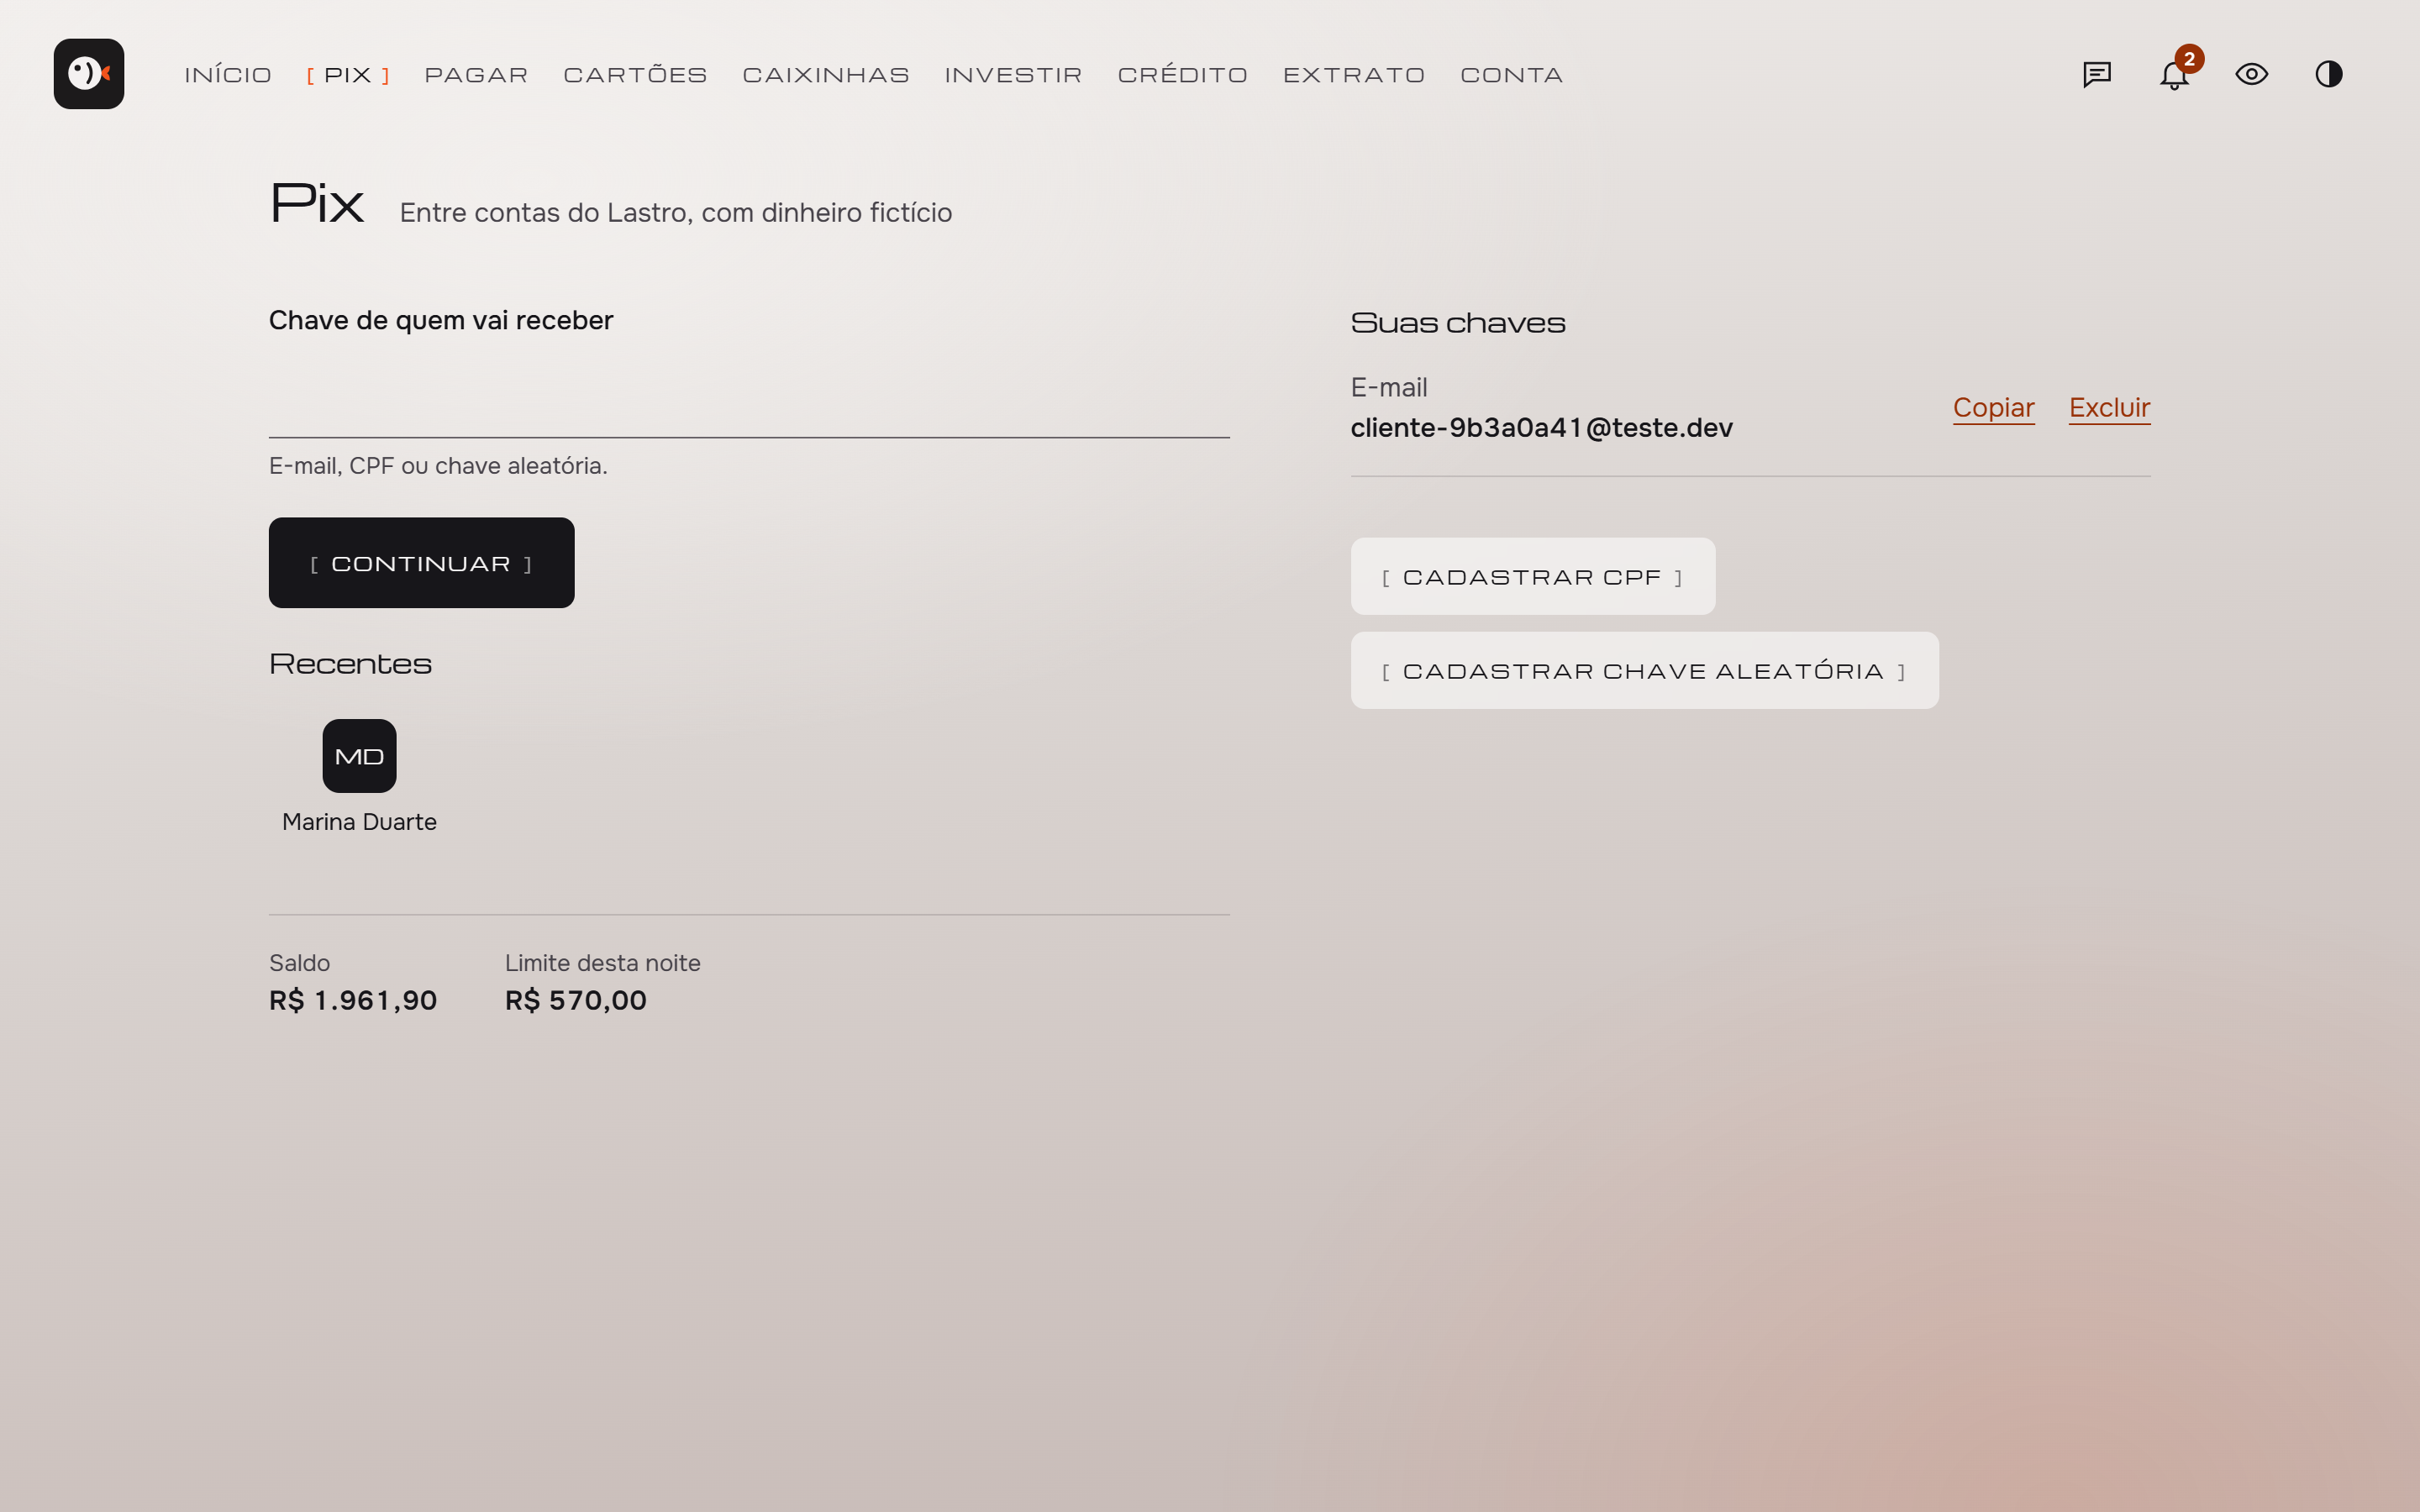 INÍCIO [ PIX ] PAGAR CARTÕES CAIXINHAS INVESTIR CRÉDITO EXTRATO CONTA 2
Pix Entre contas do Lastro, com dinheiro fictício
Chave de quem vai receber
E-mail, CPF ou chave aleatória.
[ CONTINUAR ]
Recentes
MD
Marina Duarte
Saldo Limite desta noite
R$ 1.961,90 R$ 570,00
Suas chaves
E-mail
cliente-9b3a0a41@teste.dev
Copiar Excluir
[ CADASTRAR CPF ]
[ CADASTRAR CHAVE ALEATÓRIA ]